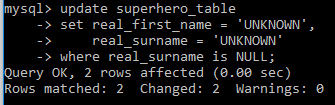 mysql> update superhero_table
    -> set real_first_name = 'UNKNOWN',
    ->     real_surname = 'UNKNOWN'
    -> where real_surname is NULL;
Query OK, 2 rows affected (0.00 sec)
Rows matched: 2  Changed: 2  Warnings: 0